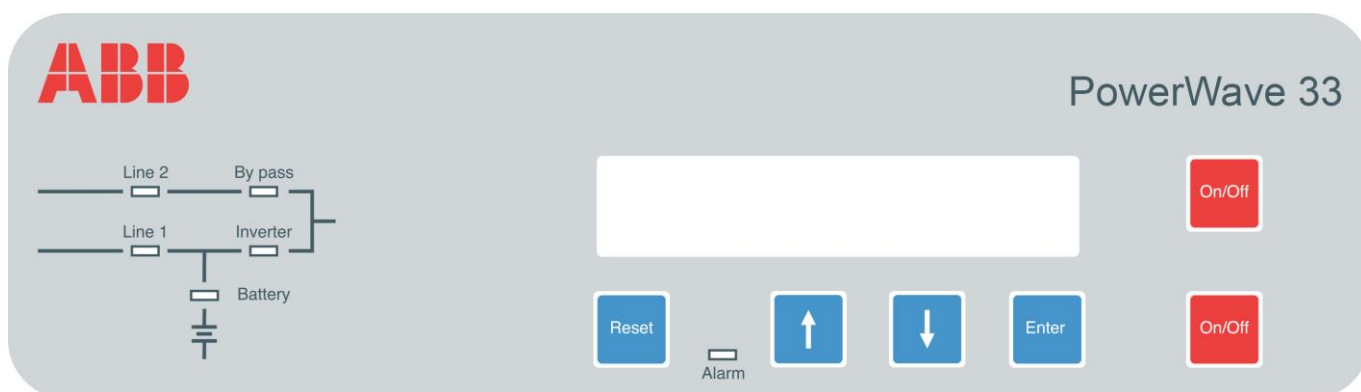 ABB
PowerWave 33
Line 2
By pass
Line 1
Inverter
Battery
On/Off
Reset
Alarm
Enter
On/Off